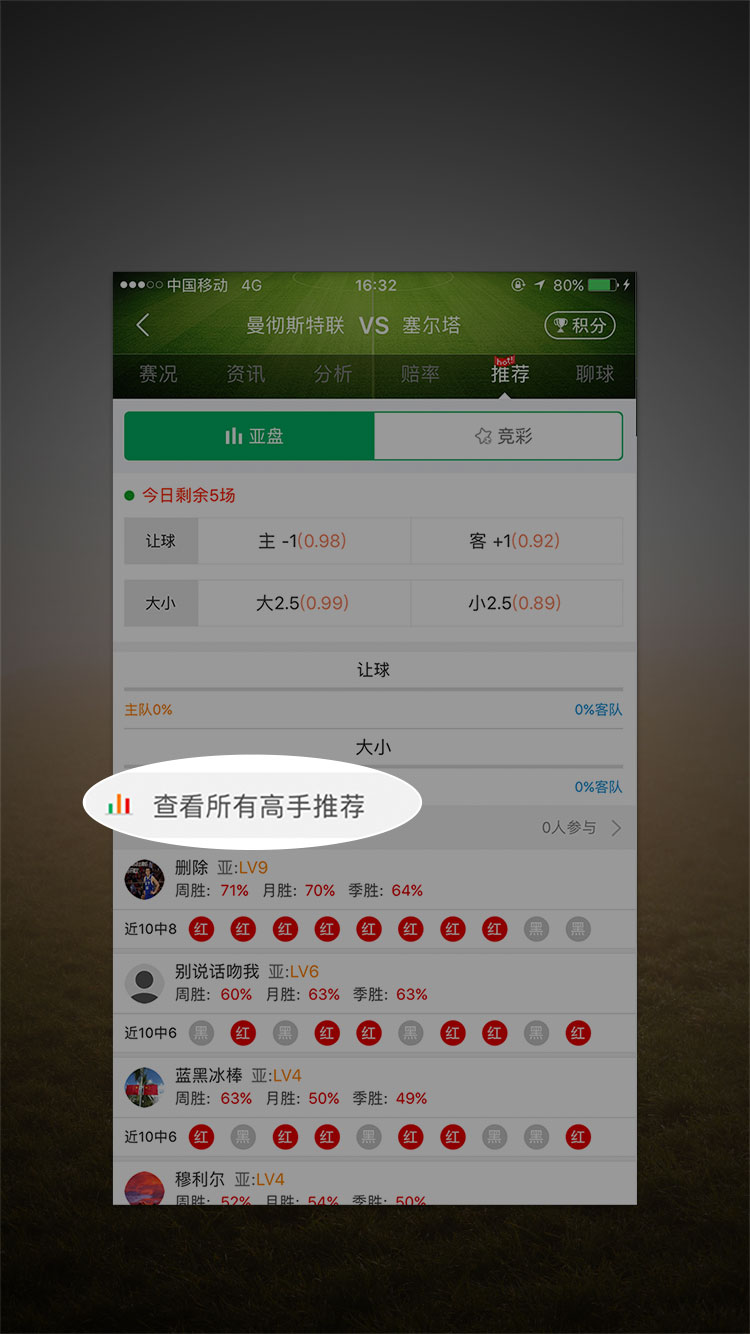 中国移动 4G 16:32 80%
曼彻斯特联 VS 塞尔塔 积分
hot!
赛况 资讯 分析 赔率 推荐 聊球
亚盘 竞彩
今日剩余5场
让球 主 -1(0.98) 客 +1(0.92)
大小 大2.5(0.99) 小2.5(0.89)
让球
主队0% 0%客队
大小
0%客队
查看所有高手推荐 0人参与
删除 亚:LV9
周胜: 71% 月胜: 70% 季胜: 64%
近10中8 红 红 红 红 红 红 红 红 黑 黑
别说话吻我 亚:LV6
周胜: 60% 月胜: 63% 季胜: 63%
近10中6 黑 红 黑 红 红 黑 红 红 黑 红
蓝黑冰棒 亚:LV4
周胜: 63% 月胜: 50% 季胜: 49%
近10中6 红 黑 红 红 黑 红 红 黑 黑 红
穆利尔 亚:LV4
周胜: 52% 月胜: 54% 季胜: 50%